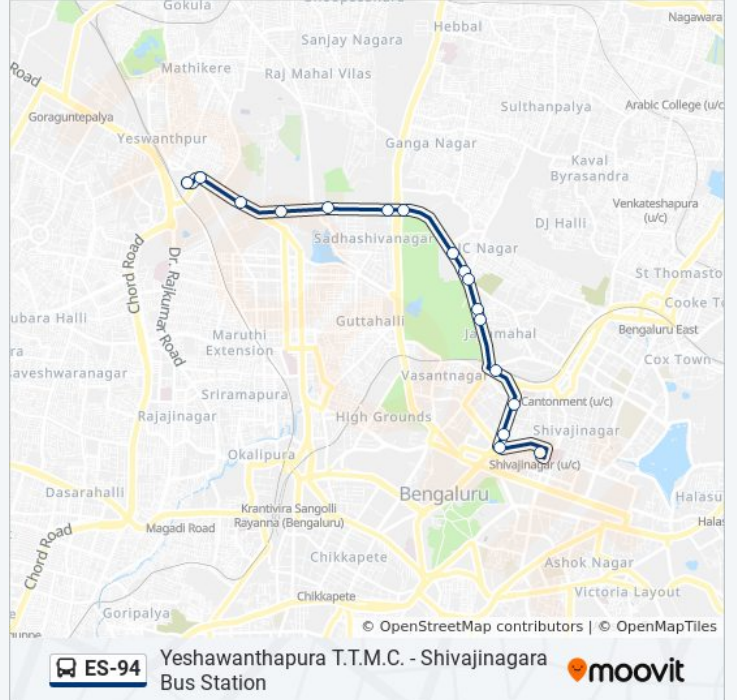 Gokula
Hebbal
Nagawara
Sanjay Nagara
Mathikere
Raj Mahal Vilas
Road
Sulthanpalya
Arabic College (u/c
Goraguntepalya
Yeswanthpur
Ganga Nagar
Kaval
Byrasandra
Venkateshapura
(u/c)
DJ Halli
Sadhashivanagar
JC Nagar
Chord Road
Dr. Rajkumar Road
St Thomas
Cooke T
ubara Halli
Guttahalli
Jayamahal
Bengaluru East
Maruthi
Extension
ra
aveshwaranagar
Vasantnagar
Cox Town
Sriramapura
Cantonment (u/c)
Rajajinagar
High Grounds
Shivajinagar
Okalipura
Shivajinagar (u/c)
Dasarahalli
Bengaluru
Halasu
Krantivira Sangolli
Rayanna (Bengaluru)
Magadi Road
Halas
Chord Road
Chikkapete
Ashok Nagar
Chikkapete
Victoria Layout
Goripalya
© OpenStreetMap contributors | © OpenMapTiles
ES-94
Yeshawanthapura T.T.M.C. - Shivajinagara
Bus Station
moovit